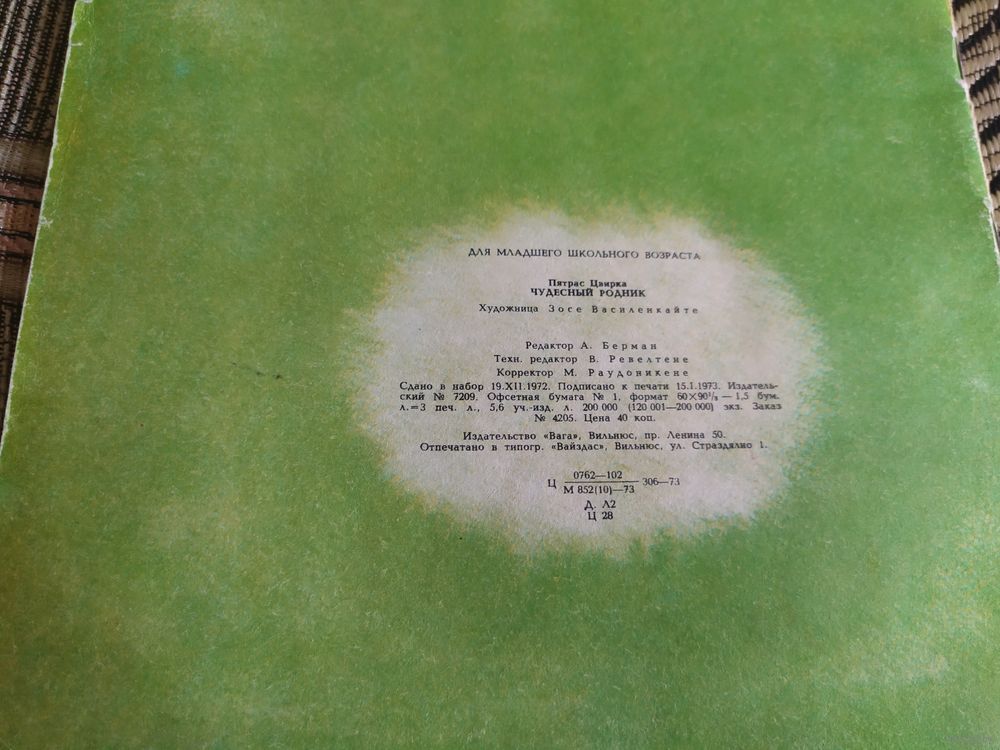 ДЛЯ МЛАДШЕГО ШКОЛЬНОГО ВОЗРАСТА
Пятрас Цвирка
ЧУДЕСНЫЙ РОДНИК
Художница Зосе Василенкайте
Редактор А. Берман
Техн. редактор В. Ревелтене
Корректор М. Раудоникене
Сдано в набор 19.XII.1972. Подписано к печати 15.I.1973. Издатель-
ский № 7209. Офсетная бумага № 1, формат 60×90¹/₈ — 1,5 бум.
л.=3 печ. л., 5,6 уч.-изд. л. 200 000 (120 001—200 000) экз. Заказ
№ 4205. Цена 40 коп.
Издательство «Вага», Вильнюс, пр. Ленина 50.
Отпечатано в типогр. «Вайздас», Вильнюс, ул. Страздялио 1.
0762—102
Ц ———— 306—73
М 852(10)—73
Д. Л2
Ц 28